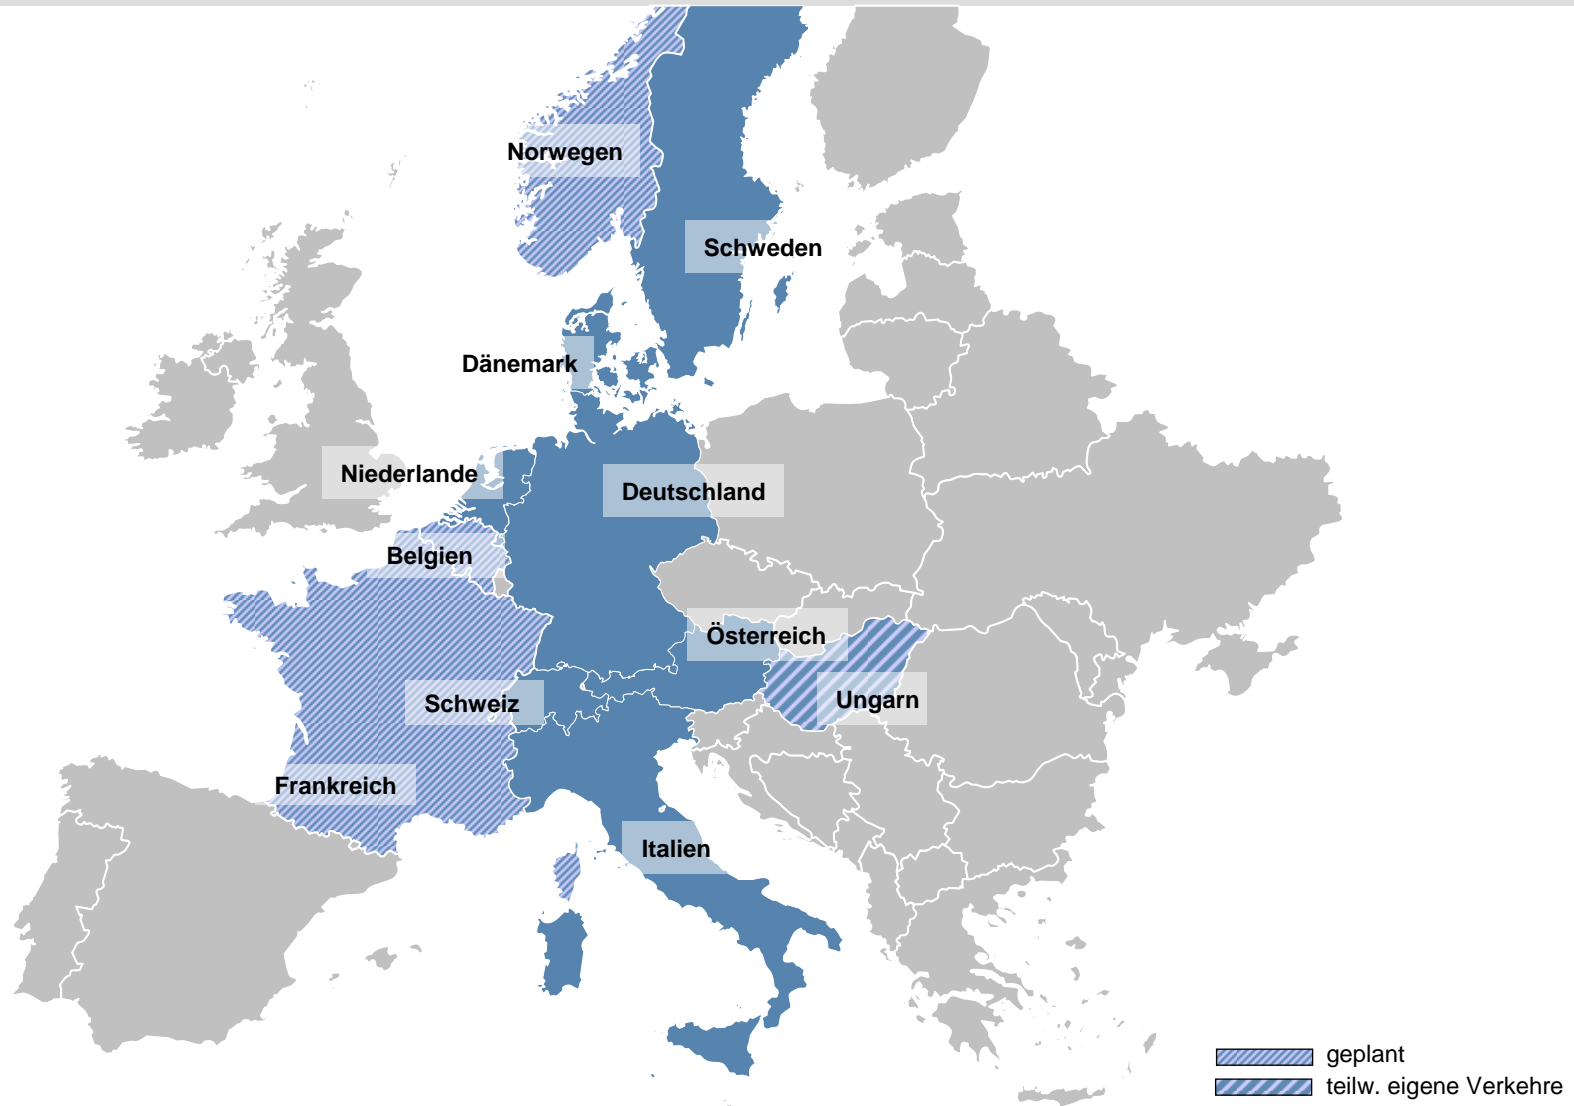 Norwegen
Schweden
Dänemark
Niederlande
Deutschland
Belgien
Österreich
Schweiz
Ungarn
Frankreich
Italien
geplant
teilw. eigene Verkehre